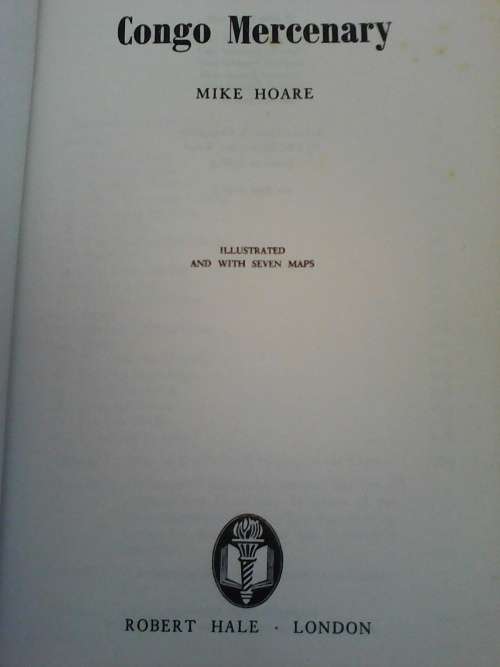 Congo Mercenary
MIKE HOARE
ILLUSTRATED
AND WITH SEVEN MAPS
ROBERT HALE · LONDON